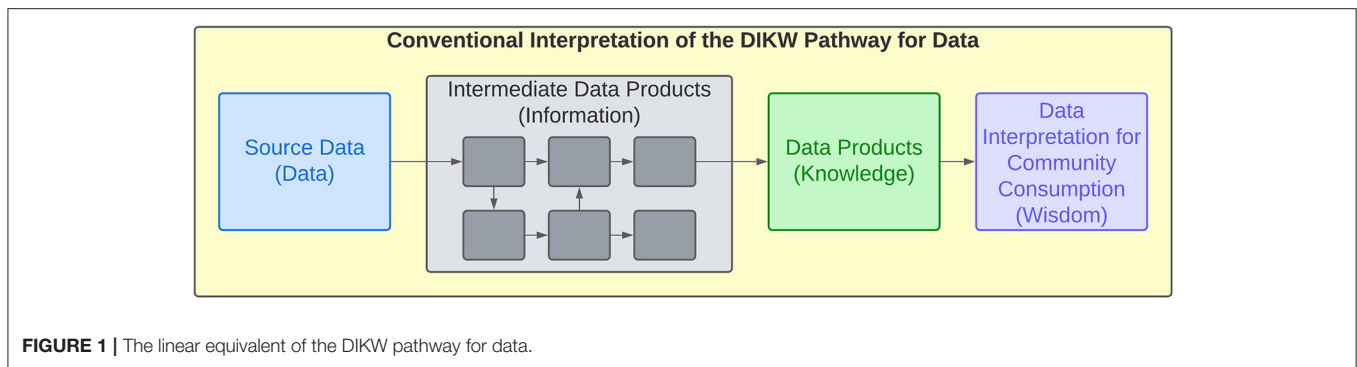 Conventional Interpretation of the DIKW Pathway for Data
Source Data
(Data)
Intermediate Data Products
(Information)
Data Products
(Knowledge)
Data
Interpretation for
Community
Consumption
(Wisdom)
FIGURE 1 | The linear equivalent of the DIKW pathway for data.